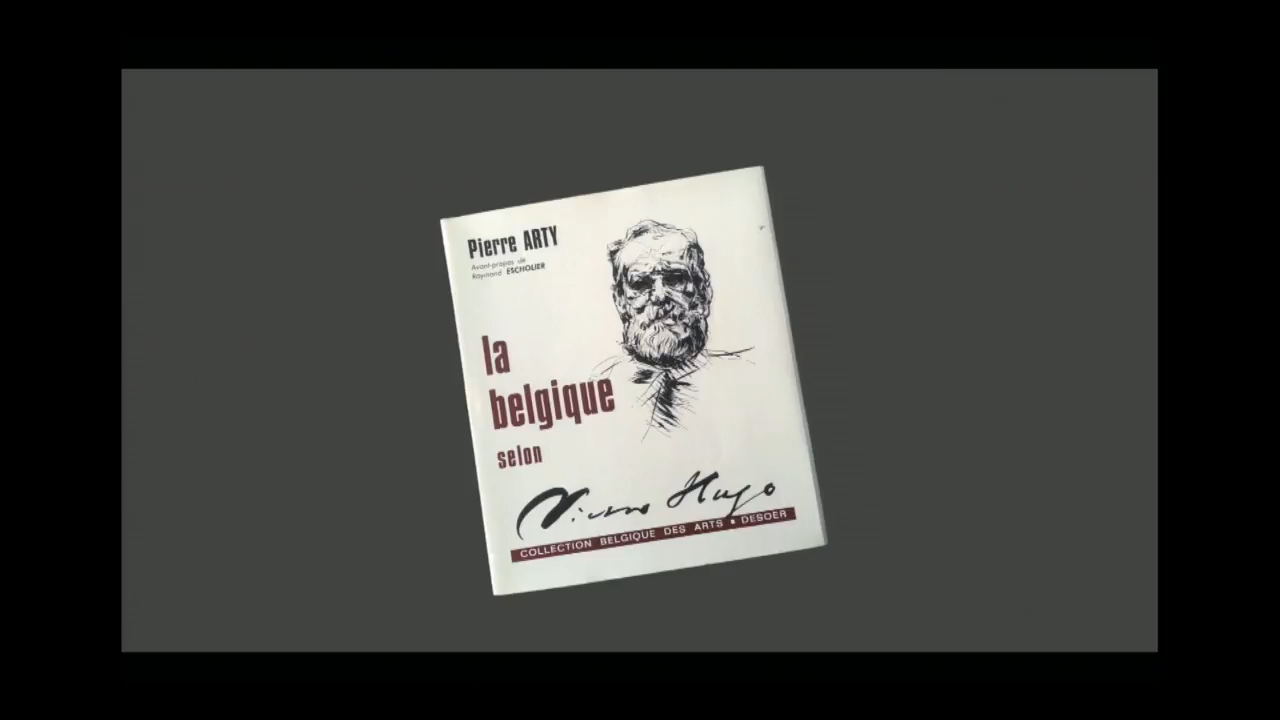 Pierre ARTY
Avant-propos de
Raymond ESCHOLIER
la
belgique
selon
Victor Hugo
COLLECTION BELGIQUE DES ARTS • DESOER